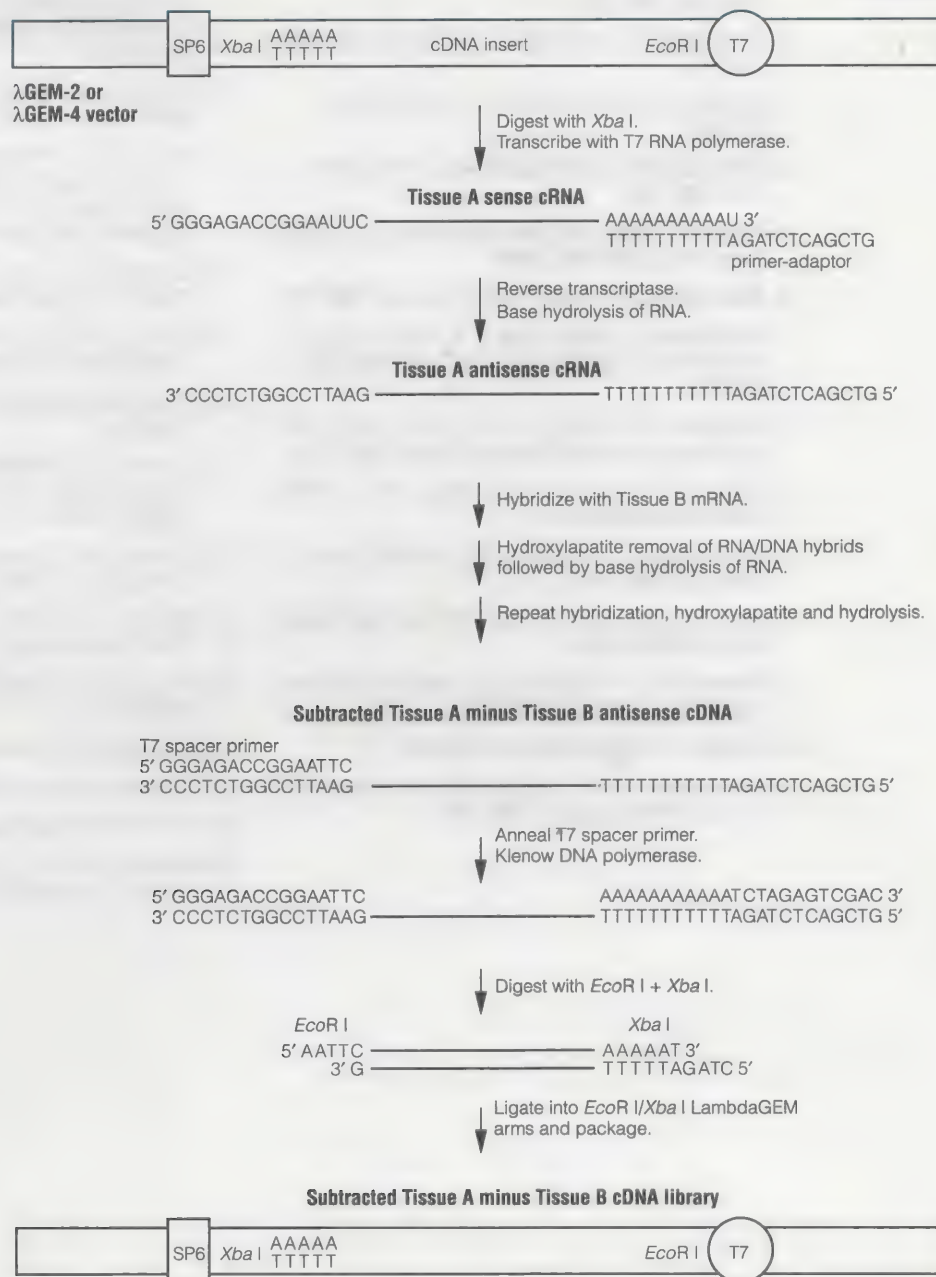 SP6 Xba I AAAAA cDNA insert EcoR I T7
TTTTT
λGEM-2 or
λGEM-4 vector
Digest with Xba I.
Transcribe with T7 RNA polymerase.
Tissue A sense cRNA
5′ GGGAGACCGGAAUUC AAAAAAAAAAU 3′
TTTTTTTTTTAGATCTCAGCTG
primer-adaptor
Reverse transcriptase.
Base hydrolysis of RNA.
Tissue A antisense cRNA
3′ CCCTCTGGCCTTAAG TTTTTTTTTTTAGATCTCAGCTG 5′
Hybridize with Tissue B mRNA.
Hydroxylapatite removal of RNA/DNA hybrids
followed by base hydrolysis of RNA.
Repeat hybridization, hydroxylapatite and hydrolysis.
Subtracted Tissue A minus Tissue B antisense cDNA
T7 spacer primer
5′ GGGAGACCGGAATTC
3′ CCCTCTGGCCTTAAG TTTTTTTTTTTAGATCTCAGCTG 5′
Anneal T7 spacer primer.
Klenow DNA polymerase.
5′ GGGAGACCGGAATTC AAAAAAAAAAATCTAGAGTCGAC 3′
3′ CCCTCTGGCCTTAAG TTTTTTTTTTTAGATCTCAGCTG 5′
Digest with EcoR I + Xba I.
EcoR I Xba I
5′ AATTC AAAAAT 3′
3′ G TTTTTAGATC 5′
Ligate into EcoR I/Xba I LambdaGEM
arms and package.
Subtracted Tissue A minus Tissue B cDNA library
SP6 Xba I AAAAA EcoR I T7
TTTTT